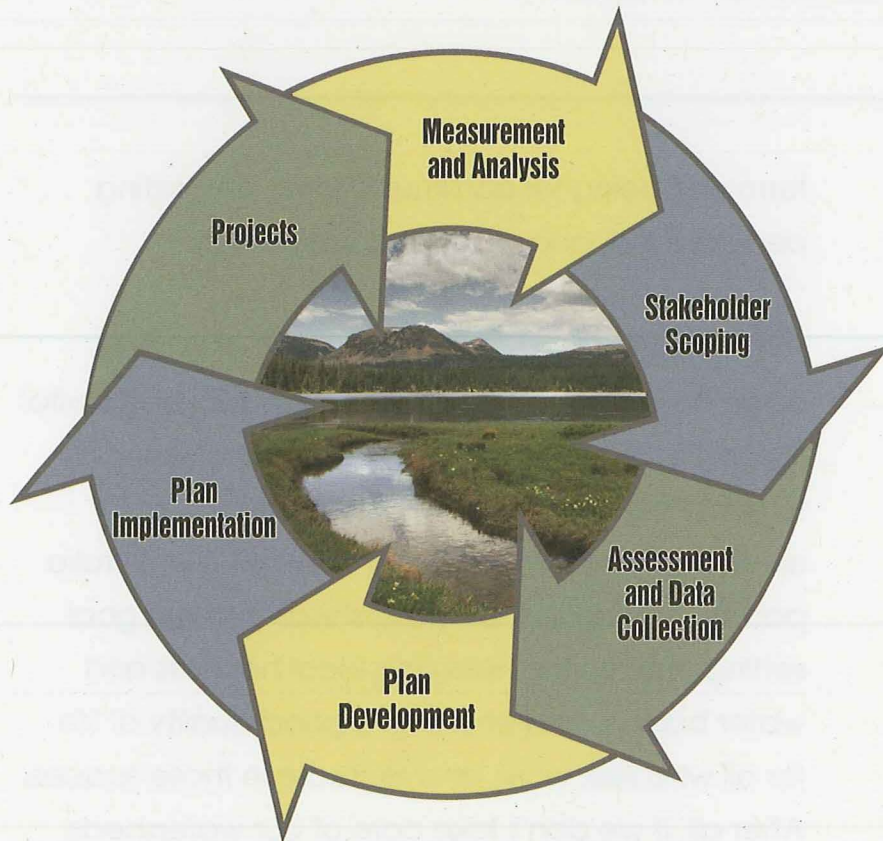 Measurement
and Analysis
Stakeholder
Scoping
Assessment
and Data
Collection
Plan
Development
Plan
Implementation
Projects